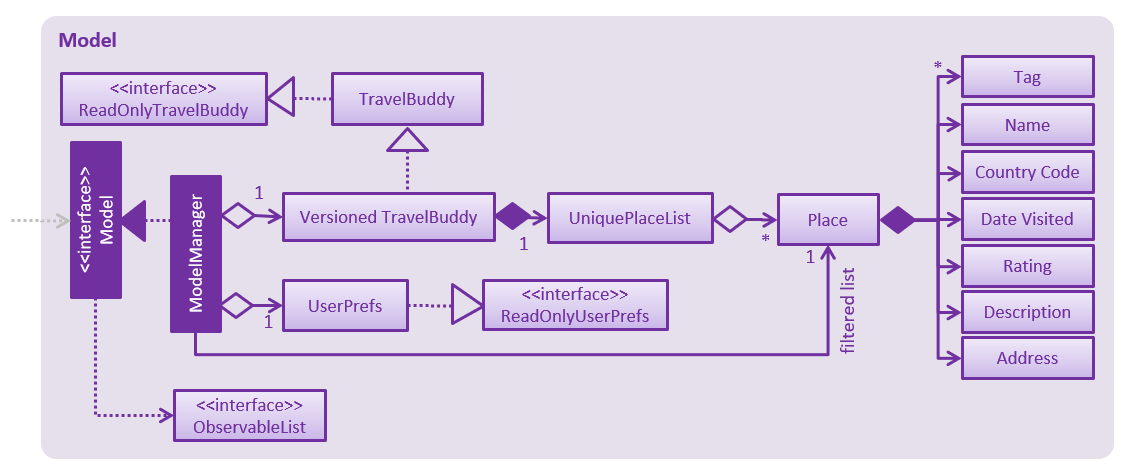 Model
<<interface>>
ReadOnlyTravelBuddy
TravelBuddy
*
Tag
Name
Country Code
Date Visited
Rating
Description
Address
<<interface>>
Model
ModelManager
1
Versioned TravelBuddy
1
UniquePlaceList
*
Place
1
filtered list
1
UserPrefs
<<interface>>
ReadOnlyUserPrefs
<<interface>>
ObservableList